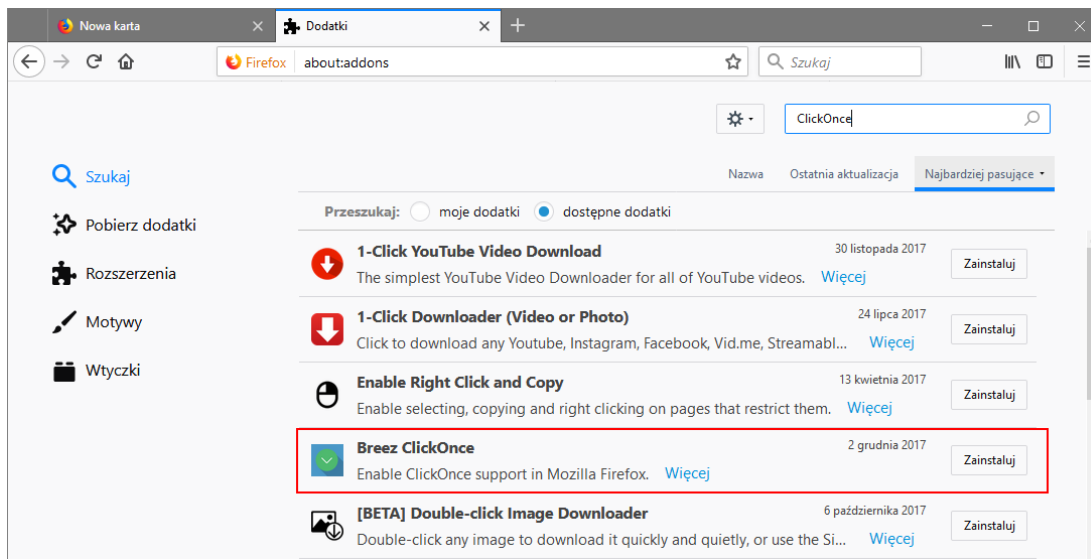 Nowa karta
Dodatki
Firefox about:addons
Szukaj
ClickOnce
Szukaj
Pobierz dodatki
Rozszerzenia
Motywy
Wtyczki
Nazwa Ostatnia aktualizacja Najbardziej pasujące
Przeszukaj: moje dodatki dostępne dodatki
1-Click YouTube Video Download 30 listopada 2017
The simplest YouTube Video Downloader for all of YouTube videos. Więcej
Zainstaluj
1-Click Downloader (Video or Photo) 24 lipca 2017
Click to download any Youtube, Instagram, Facebook, Vid.me, Streamabl... Więcej
Zainstaluj
Enable Right Click and Copy 13 kwietnia 2017
Enable selecting, copying and right clicking on pages that restrict them. Więcej
Zainstaluj
Breez ClickOnce 2 grudnia 2017
Enable ClickOnce support in Mozilla Firefox. Więcej
Zainstaluj
[BETA] Double-click Image Downloader 6 października 2017
Double-click any image to download it quickly and quietly, or use the Si... Więcej
Zainstaluj